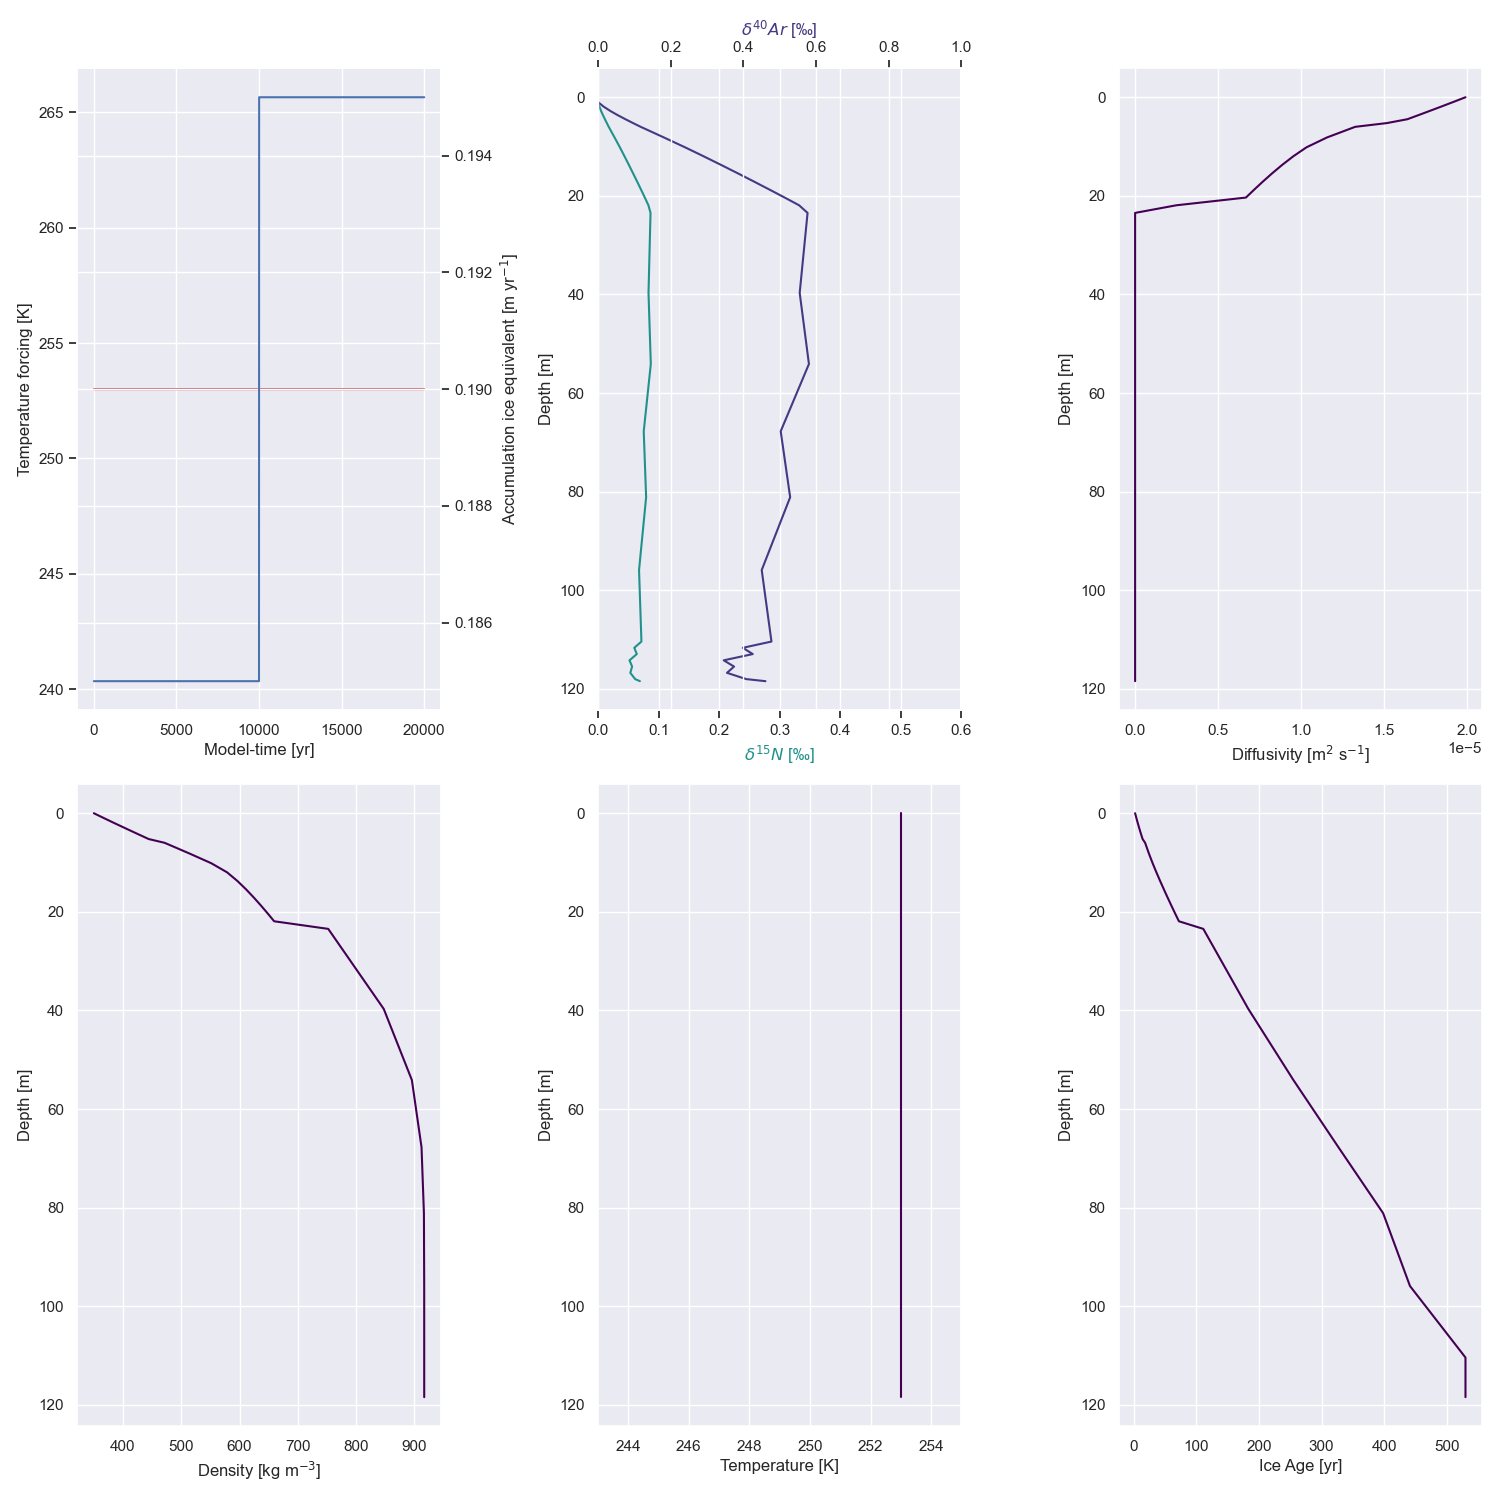 δ⁴⁰Ar [‰]
0.0 0.2 0.4 0.6 0.8 1.0
265
260
255
250
245
240
Temperature forcing [K]
0.194
0.192
0.190
0.188
0.186
Accumulation ice equivalent [m yr⁻¹]
0 5000 10000 15000 20000
Model-time [yr]
0
20
40
60
80
100
120
Depth [m]
0.0 0.1 0.2 0.3 0.4 0.5 0.6
δ¹⁵N [‰]
0
20
40
60
80
100
120
Depth [m]
0.0 0.5 1.0 1.5 2.0
1e−5
Diffusivity [m² s⁻¹]
0
20
40
60
80
100
120
Depth [m]
400 500 600 700 800 900
Density [kg m⁻³]
0
20
40
60
80
100
120
Depth [m]
244 246 248 250 252 254
Temperature [K]
0
20
40
60
80
100
120
Depth [m]
0 100 200 300 400 500
Ice Age [yr]